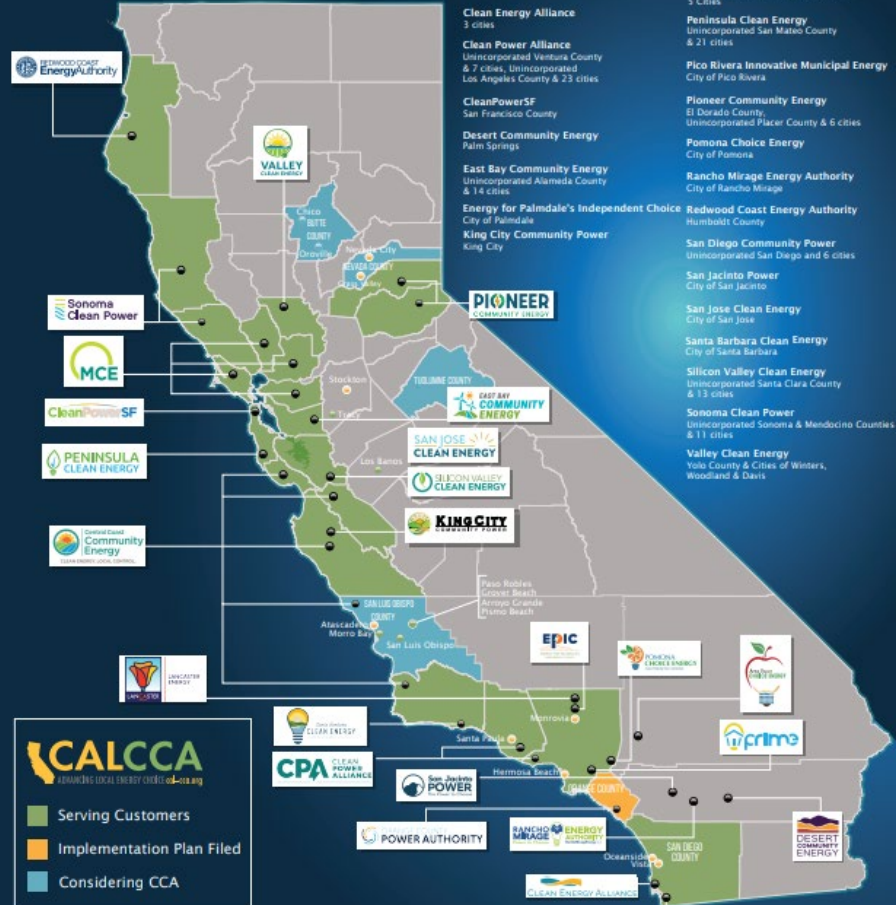 Clean Energy Alliance
3 cities
Clean Power Alliance
Unincorporated Ventura County
& 7 cities, Unincorporated
Los Angeles County & 23 cities
CleanPowerSF
San Francisco County
Desert Community Energy
Palm Springs
East Bay Community Energy
Unincorporated Alameda County
& 14 cities
Energy for Palmdale's Independent Choice
City of Palmdale
King City Community Power
King City
5 Cities
Peninsula Clean Energy
Unincorporated San Mateo County
& 21 cities
Pico Rivera Innovative Municipal Energy
City of Pico Rivera
Pioneer Community Energy
El Dorado County,
Unincorporated Placer County & 6 cities
Pomona Choice Energy
City of Pomona
Rancho Mirage Energy Authority
City of Rancho Mirage
Redwood Coast Energy Authority
Humboldt County
San Diego Community Power
Unincorporated San Diego and 6 cities
San Jacinto Power
City of San Jacinto
San Jose Clean Energy
City of San Jose
Santa Barbara Clean Energy
City of Santa Barbara
Silicon Valley Clean Energy
Unincorporated Santa Clara County
& 13 cities
Sonoma Clean Power
Unincorporated Sonoma & Mendocino Counties
& 11 cities
Valley Clean Energy
Yolo County & Cities of Winters,
Woodland & Davis
REDWOOD COAST
EnergyAuthority
VALLEY
CLEAN ENERGY
Chico
BUTTE
COUNTY
Oroville
Nevada City
NEVADA COUNTY
PIONEER
COMMUNITY ENERGY
Sonoma
Clean Power
MCE
CleanPowerSF
PENINSULA
CLEAN ENERGY
Stockton
Tracy
TUOLUMNE COUNTY
EAST BAY
COMMUNITY
ENERGY
SAN JOSE
CLEAN ENERGY
Los Banos
SILICON VALLEY
CLEAN ENERGY
KING CITY
COMMUNITY POWER
Central Coast
Community
Energy
CLEAN ENERGY. LOCAL CONTROL.
SAN LUIS OBISPO
COUNTY
Paso Robles
Grover Beach
Arroyo Grande
Pismo Beach
Atascadero
Morro Bay
San Luis Obispo
LANCASTER
LANCASTER
ENERGY
EPIC
POMONA
CHOICE ENERGY
CHOICE ENERGY
prime
CLEAN ENERGY
Santa Paula
Monrovia
CPA
CLEAN
POWER
ALLIANCE
Hermosa Beach
San Jacinto
POWER
ORANGE COUNTY
POWER AUTHORITY
RANCHO
MIRAGE
ENERGY
AUTHORITY
SAN DIEGO
COUNTY
DESERT
COMMUNITY
ENERGY
Oceanside
Vista
CLEAN ENERGY ALLIANCE
CALCCA
ADVANCING LOCAL ENERGY CHOICE cal-cca.org
Serving Customers
Implementation Plan Filed
Considering CCA